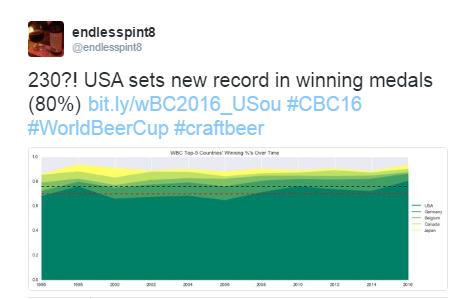 endlesspint8
@endlesspint8
230?! USA sets new record in winning medals
(80%) bit.ly/wBC2016_USou #CBC16
#WorldBeerCup #craftbeer
WBC Top-5 Countries' Winning %'s Over Time
1.0
0.8
0.6
0.4
0.2
0.0
1996 1998 2000 2002 2004 2006 2008 2010 2012 2014 2016
USA
Germany
Belgium
Canada
Japan